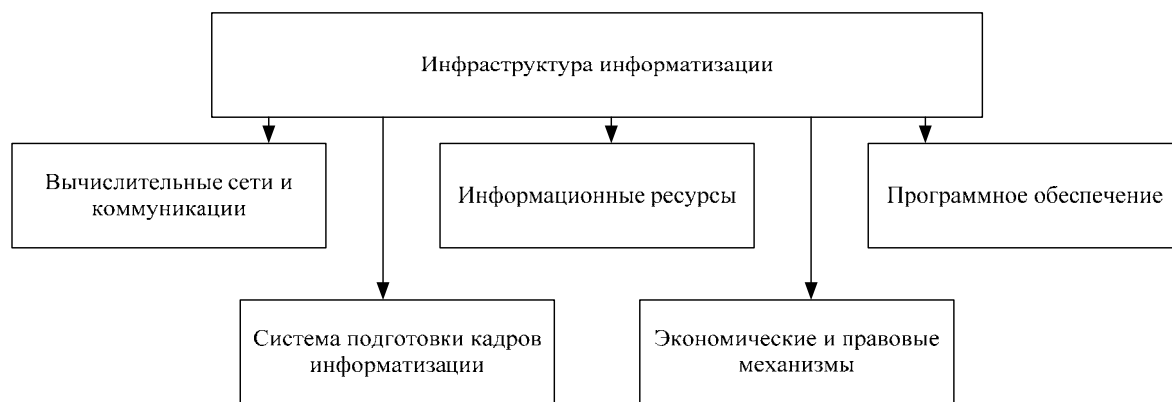 Инфраструктура информатизации
Вычислительные сети и
коммуникации
Информационные ресурсы
Программное обеспечение
Система подготовки кадров
информатизации
Экономические и правовые
механизмы